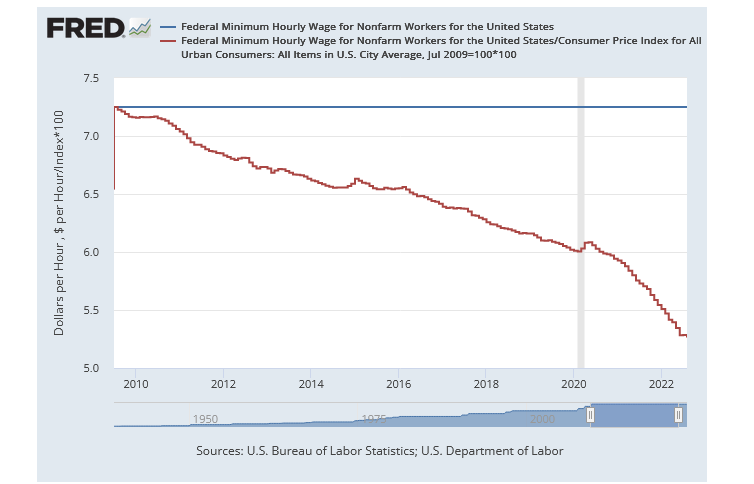 FRED
Federal Minimum Hourly Wage for Nonfarm Workers for the United States
Federal Minimum Hourly Wage for Nonfarm Workers for the United States/Consumer Price Index for All
Urban Consumers: All Items in U.S. City Average, Jul 2009=100*100
Dollars per Hour , $ per Hour/Index*100
7.5
7.0
6.5
6.0
5.5
5.0
2010 2012 2014 2016 2018 2020 2022
1950 1975 2000
Sources: U.S. Bureau of Labor Statistics; U.S. Department of Labor